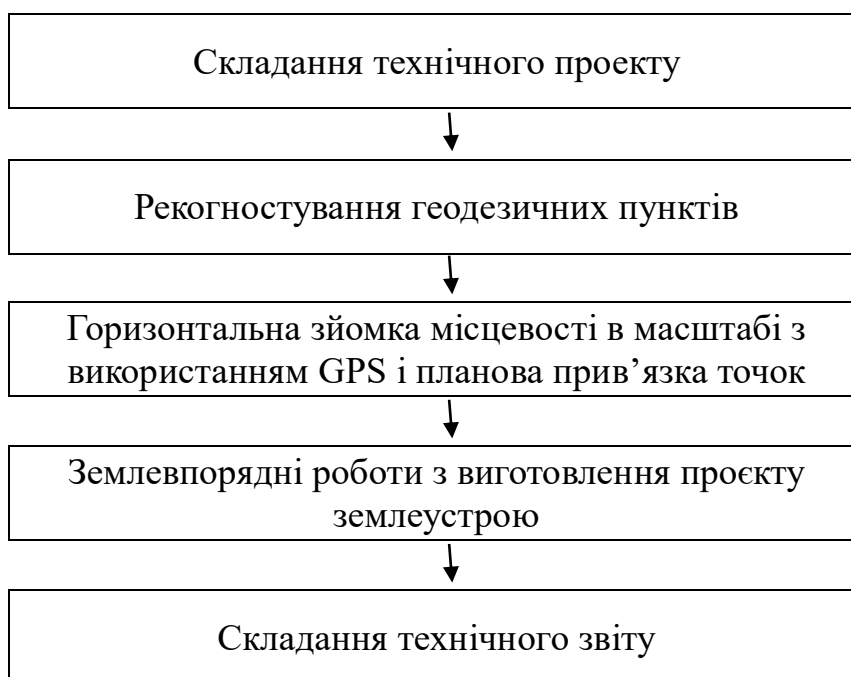 Складання технічного проекту
Рекогностування геодезичних пунктів
Горизонтальна зйомка місцевості в масштабі з
використанням GPS і планова прив’язка точок
Землевпорядні роботи з виготовлення проєкту
землеустрою
Складання технічного звіту